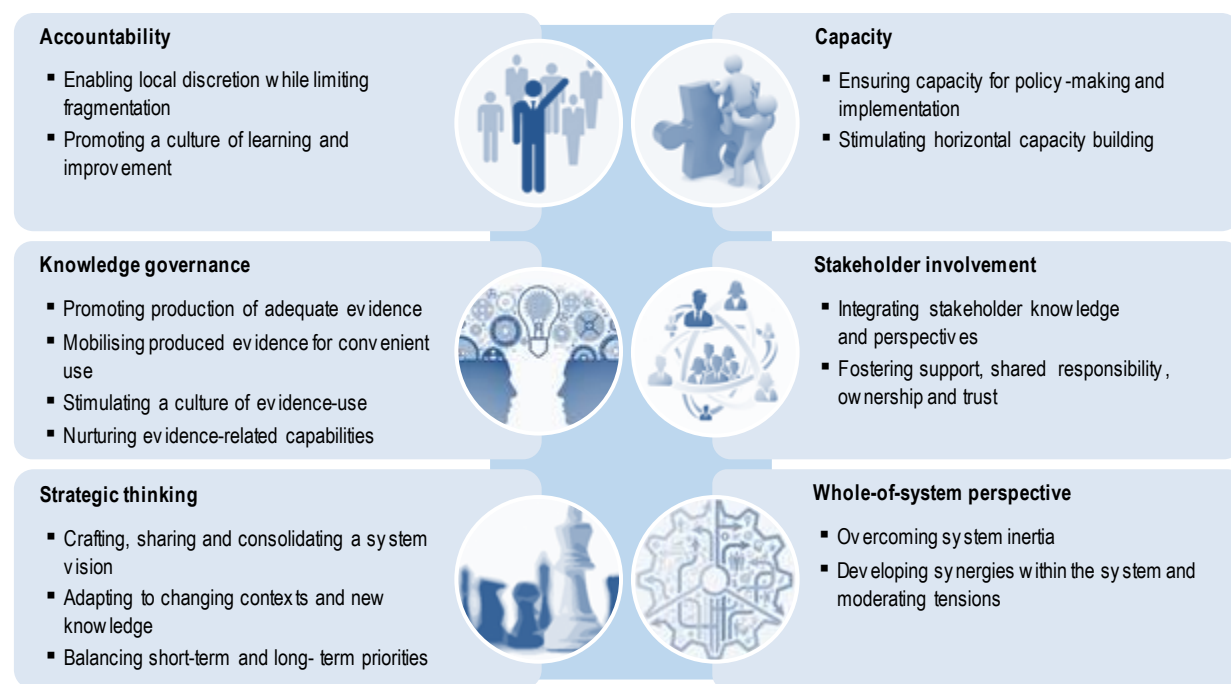 Accountability
▪ Enabling local discretion while limiting
fragmentation
▪ Promoting a culture of learning and
improvement
Capacity
▪ Ensuring capacity for policy-making and
implementation
▪ Stimulating horizontal capacity building
Knowledge governance
▪ Promoting production of adequate evidence
▪ Mobilising produced evidence for convenient
use
▪ Stimulating a culture of evidence-use
▪ Nurturing evidence-related capabilities
Stakeholder involvement
▪ Integrating stakeholder knowledge
and perspectives
▪ Fostering support, shared responsibility,
ownership and trust
Strategic thinking
▪ Crafting, sharing and consolidating a system
vision
▪ Adapting to changing contexts and new
knowledge
▪ Balancing short-term and long- term priorities
Whole-of-system perspective
▪ Overcoming system inertia
▪ Developing synergies within the system and
moderating tensions